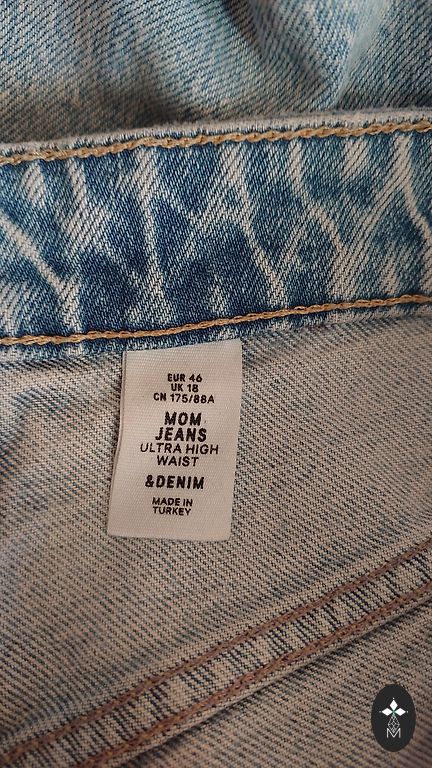 EUR 46
UK 18
CN 175/88A
MOM
JEANS
ULTRA HIGH
WAIST
&DENIM
MADE IN
TURKEY